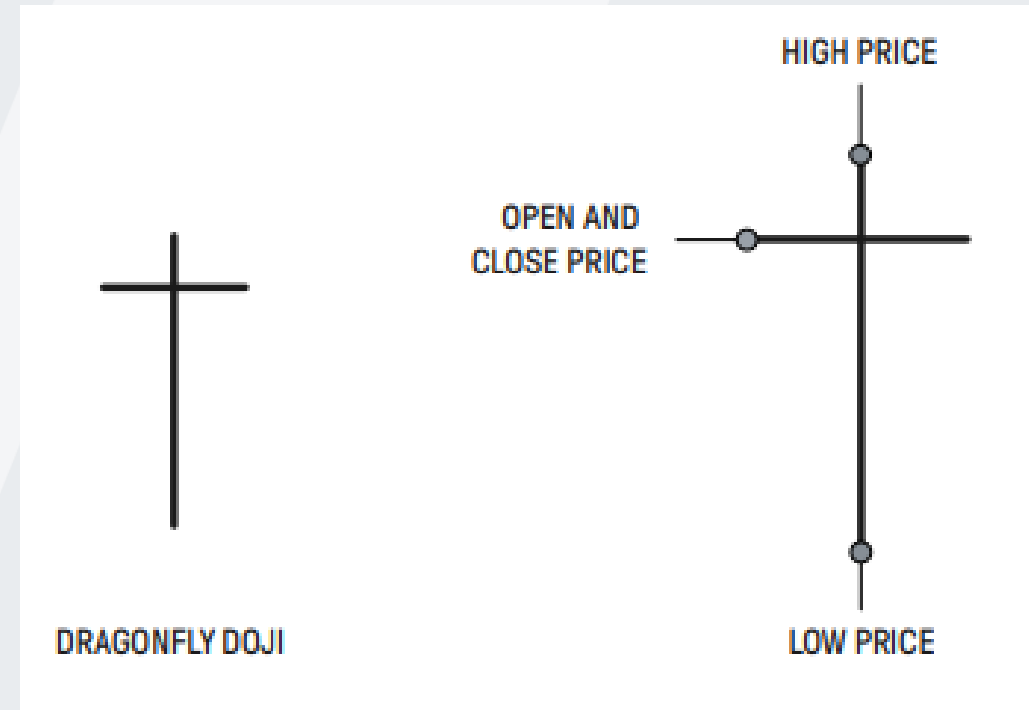 HIGH PRICE
OPEN AND
CLOSE PRICE
DRAGONFLY DOJI
LOW PRICE